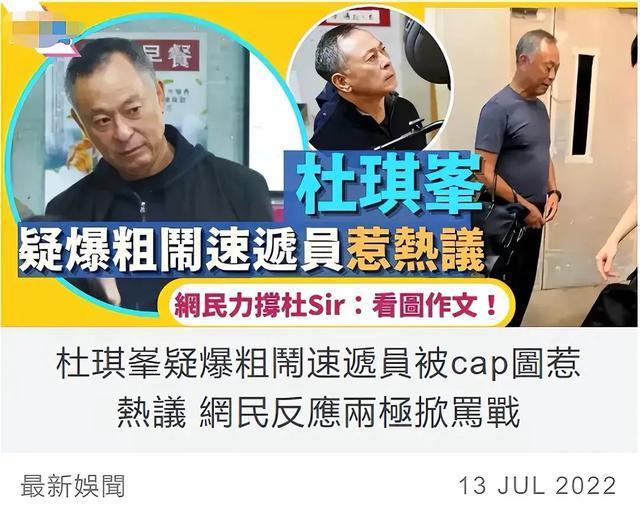 早餐
杜琪峯
疑爆粗鬧速遞員惹熱議
網民力撐杜Sir：看圖作文！
杜琪峯疑爆粗鬧速遞員被cap圖惹
熱議 網民反應兩極掀罵戰
最新娛聞
13 JUL 2022